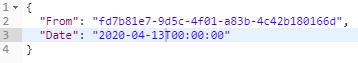 1 {
2 "From": "fd7b81e7-9d5c-4f01-a83b-4c42b180166d",
3 "Date": "2020-04-13T00:00:00"
4 }